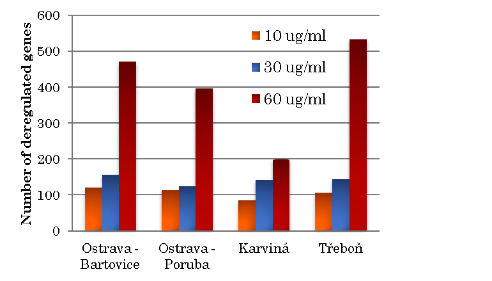 Number of deregulated genes
600
500
400
300
200
100
0
10 ug/ml
30 ug/ml
60 ug/ml
Ostrava -
Bartovice
Ostrava -
Poruba
Karviná
Třeboň